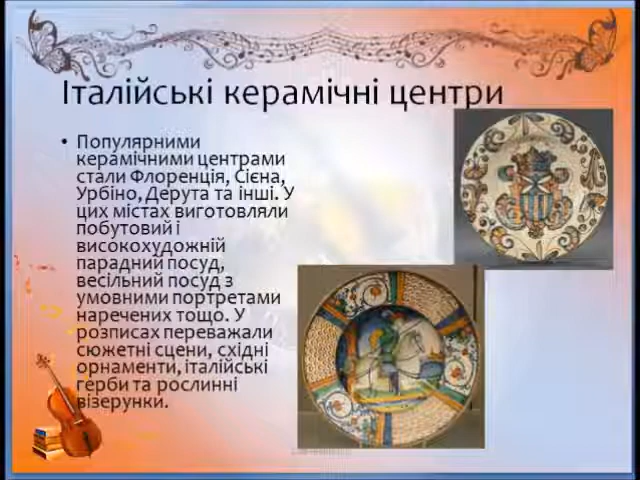 Італійські керамічні центри
• Популярними
керамічними центрами
стали Флоренція, Сієна,
Урбіно, Дерута та інші. У
цих містах виготовляли
побутовий і
високохудожній
парадний посуд,
весільний посуд з
умовними портретами
наречених тощо. У
розписах переважали
сюжетні сцени, східні
орнаменти, італійські
герби та рослинні
візерунки.